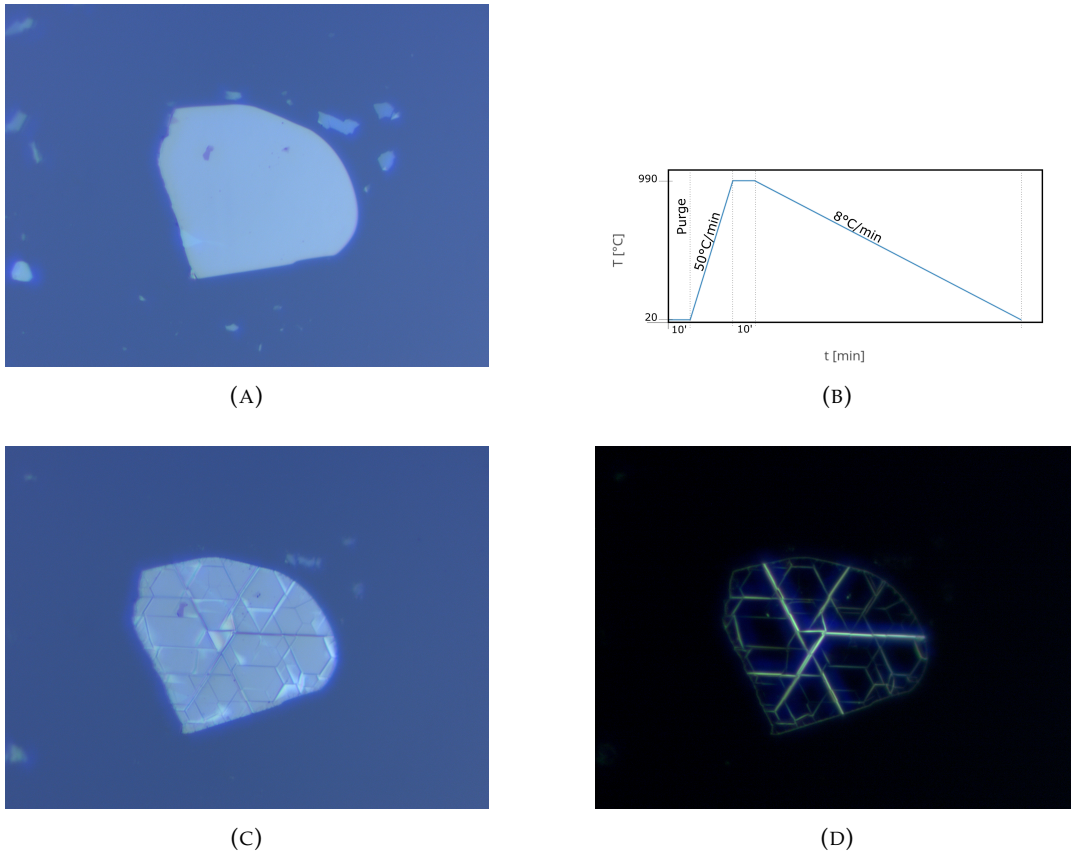 (A)
990
Purge
50°C/min
8°C/min
T [°C]
20
10'
10'
t [min]
(B)
(C)
(D)